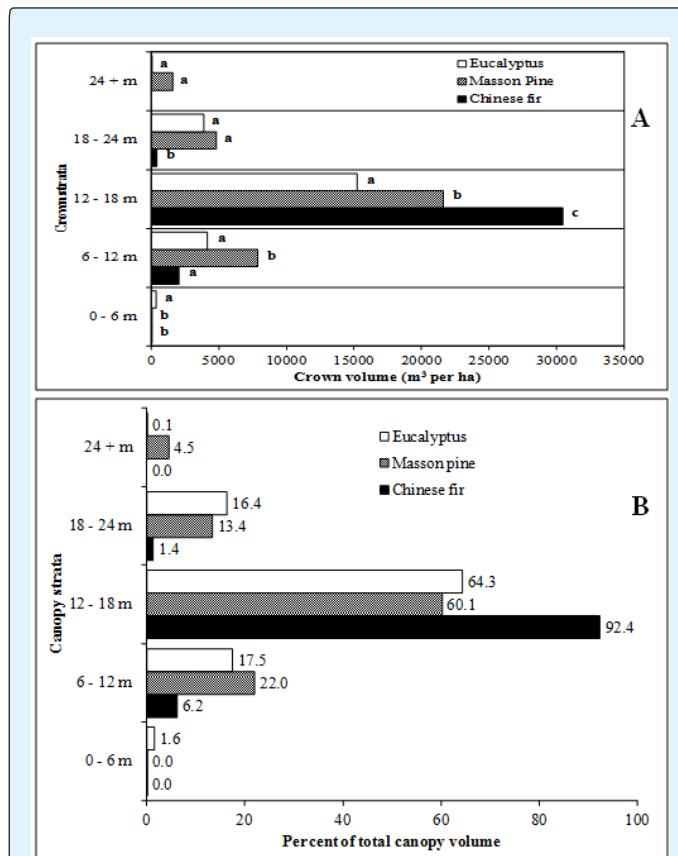 a
24 + m
a
Eucalyptus
Masson Pine
Chinese fir
A
a
18 - 24 m
a
b
a
12 - 18 m
b
c
a
6 - 12 m
b
a
a
0 - 6 m
b
b
Crown strata
0 5000 10000 15000 20000 25000 30000 35000
Crown volume (m³ per ha)
0.1
24 + m
4.5
0.0
Eucalyptus
Masson pine
Chinese fir
B
16.4
18 - 24 m
13.4
1.4
64.3
12 - 18 m
60.1
92.4
17.5
6 - 12 m
22.0
6.2
1.6
0 - 6 m
0.0
0.0
Canopy strata
0 20 40 60 80 100
Percent of total canopy volume